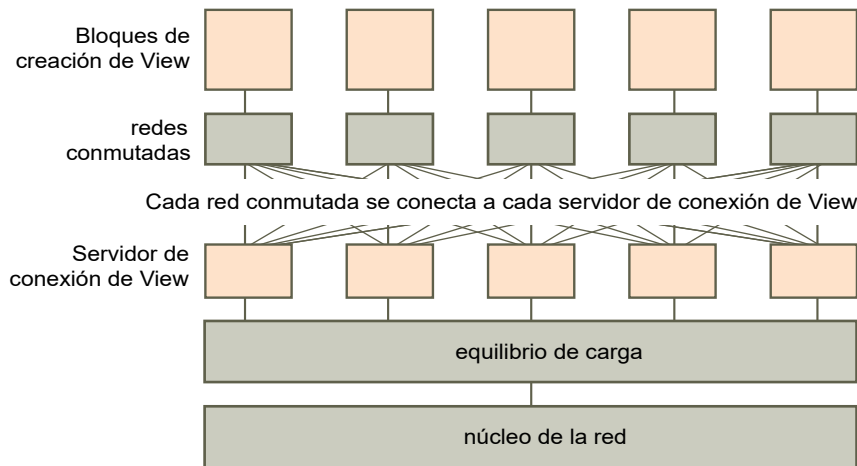 Bloques de
creación de View
redes
conmutadas
Cada red conmutada se conecta a cada servidor de conexión de View
Servidor de
conexión de View
equilibrio de carga
núcleo de la red